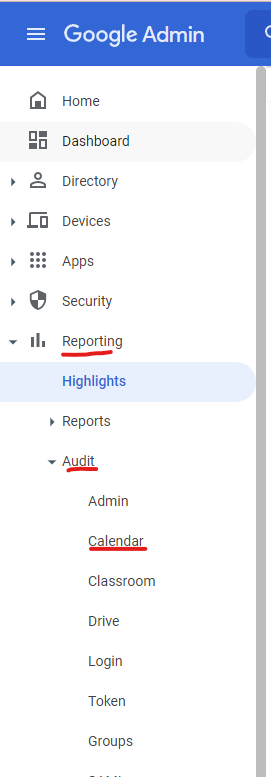 Google Admin
Home
Dashboard
Directory
Devices
Apps
Security
Reporting
Highlights
Reports
Audit
Admin
Calendar
Classroom
Drive
Login
Token
Groups